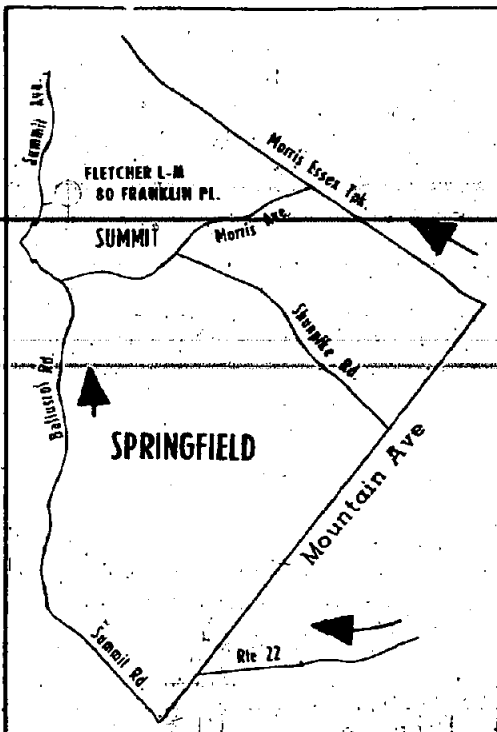 Summit Ave.
Morris Essex Tpk.
FLETCHER L-M
80 FRANKLIN PL.
SUMMIT
Morris Ave.
Shunpike Rd.
Baltusrol Rd.
SPRINGFIELD
Mountain Ave
Summit Rd.
Rte 22